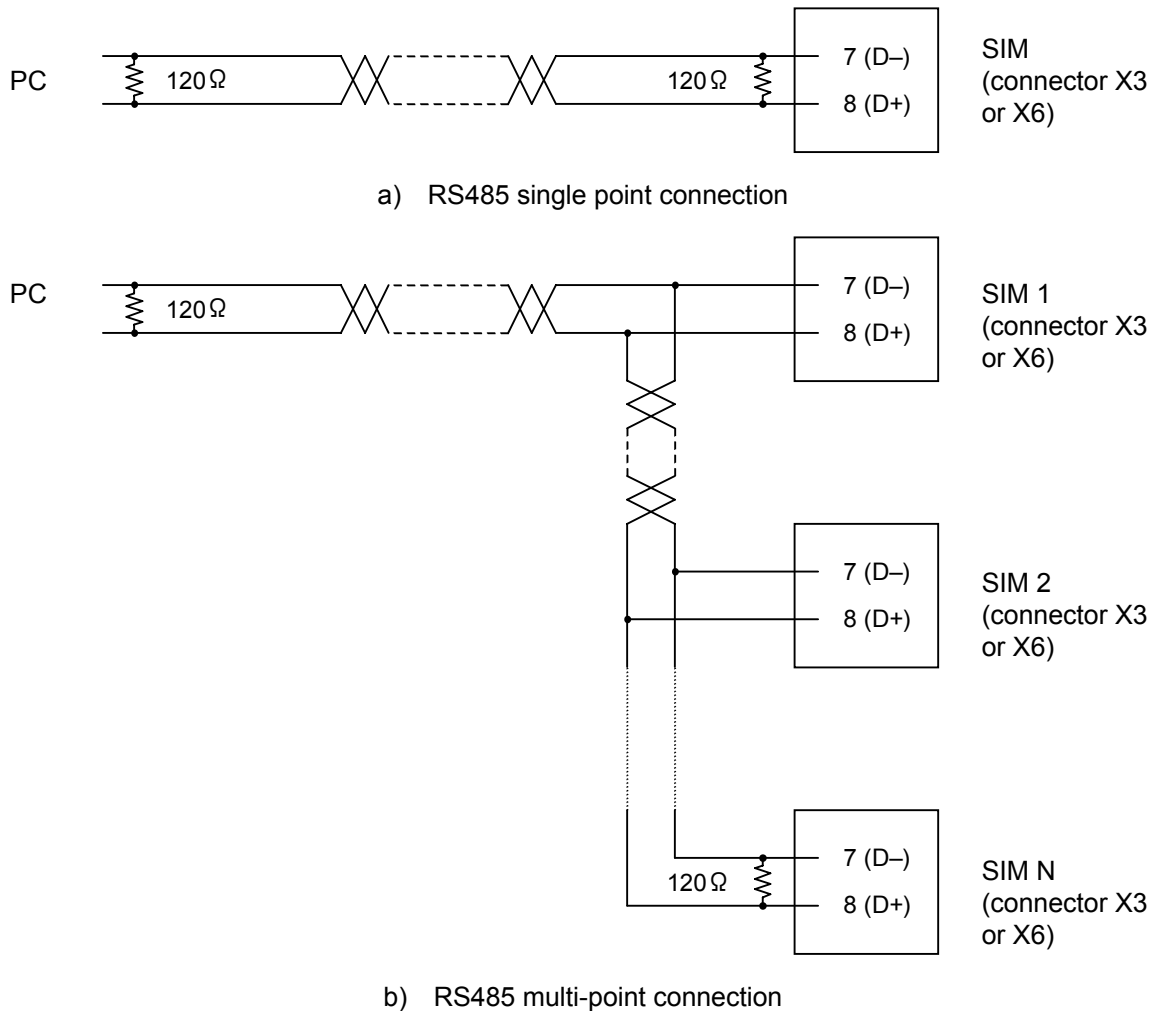 PC
120Ω
120Ω
7 (D–)
8 (D+)
SIM
(connector X3
or X6)
a) RS485 single point connection
PC
120Ω
7 (D–)
8 (D+)
SIM 1
(connector X3
or X6)
7 (D–)
8 (D+)
SIM 2
(connector X3
or X6)
120Ω
7 (D–)
8 (D+)
SIM N
(connector X3
or X6)
b) RS485 multi-point connection